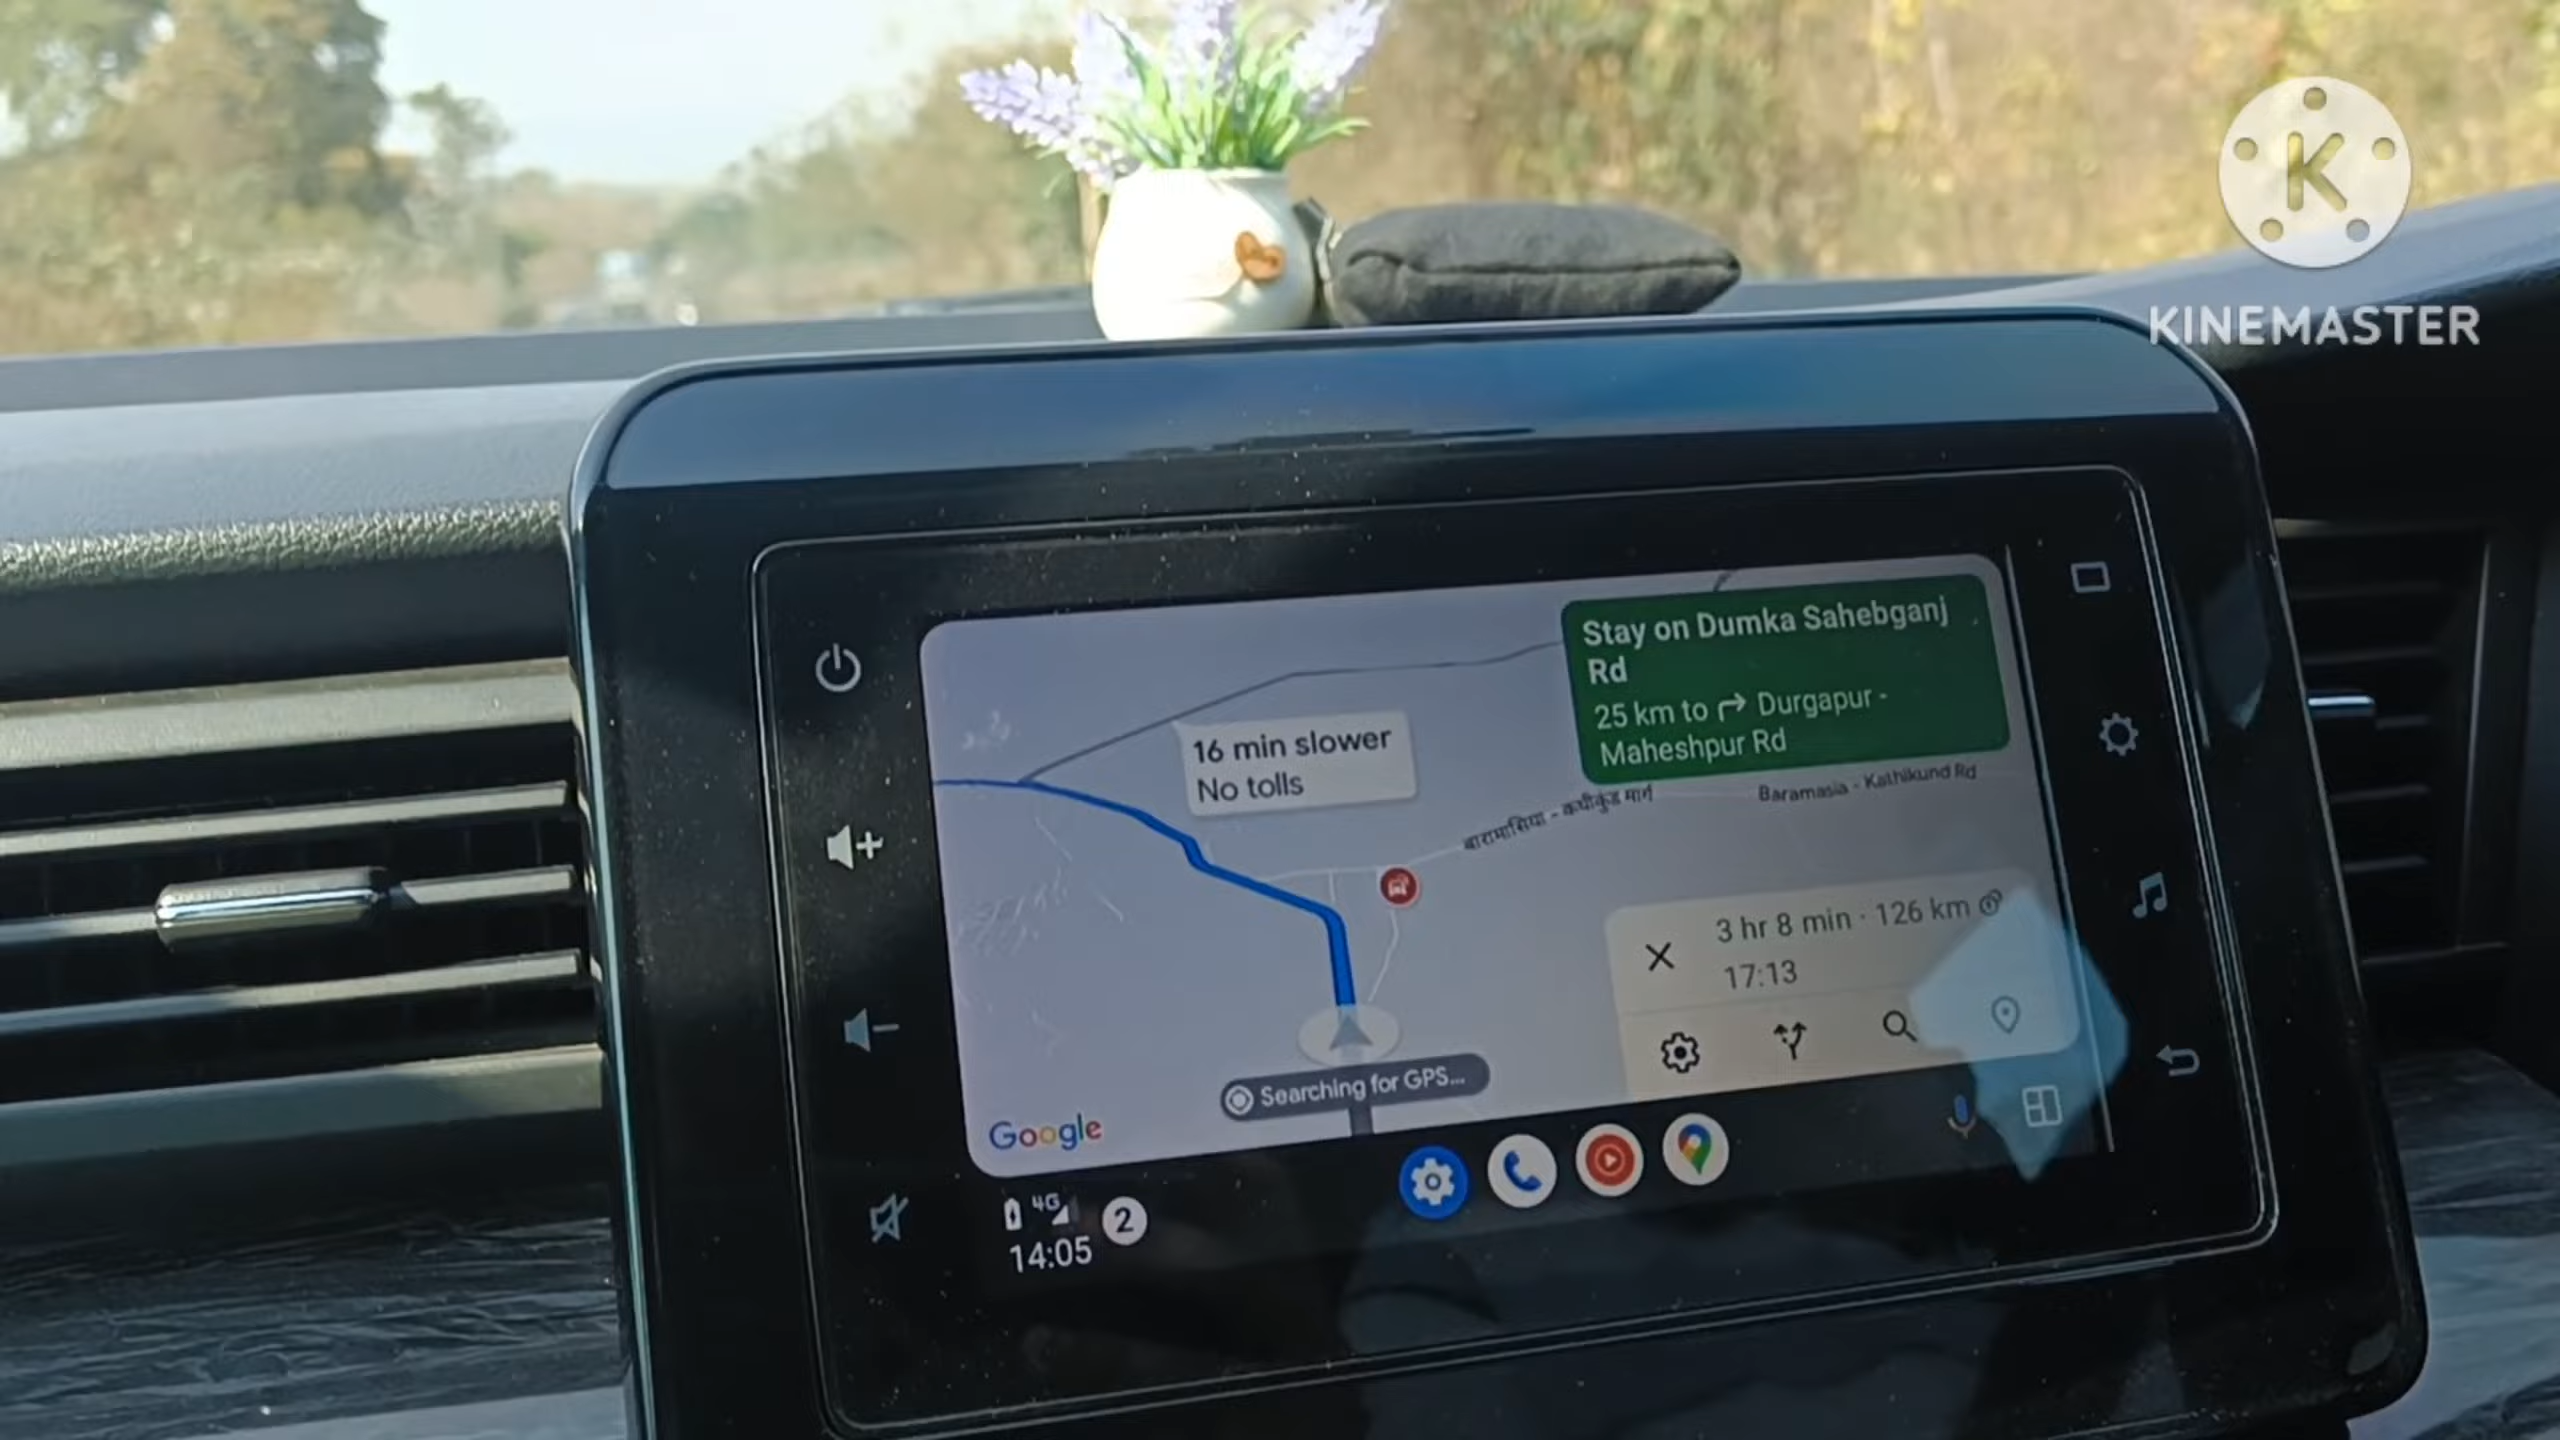 K
KINEMASTER
Stay on Dumka Sahebganj
Rd
25 km to Durgapur -
Maheshpur Rd
16 min slower
No tolls
बारामासिया - कथीकुंड मार्ग
Baramasia - Kathikund Rd
3 hr 8 min · 126 km
17:13
Searching for GPS...
Google
4G
2
14:05